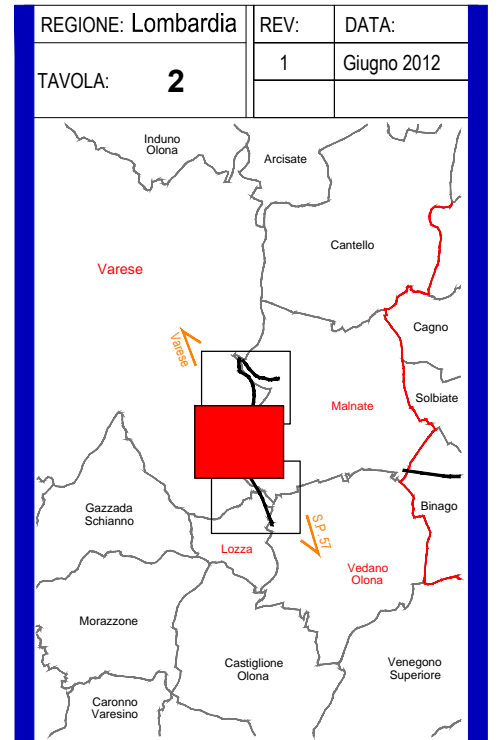 REGIONE: Lombardia
REV:
DATA:
1
Giugno 2012
TAVOLA:
2
Induno
Olona
Arcisate
Cantello
Varese
Cagno
Varese
Solbiate
Malnate
Binago
Gazzada
Schianno
S.P. 57
Lozza
Vedano
Olona
Morazzone
Castiglione
Olona
Venegono
Superiore
Caronno
Varesino